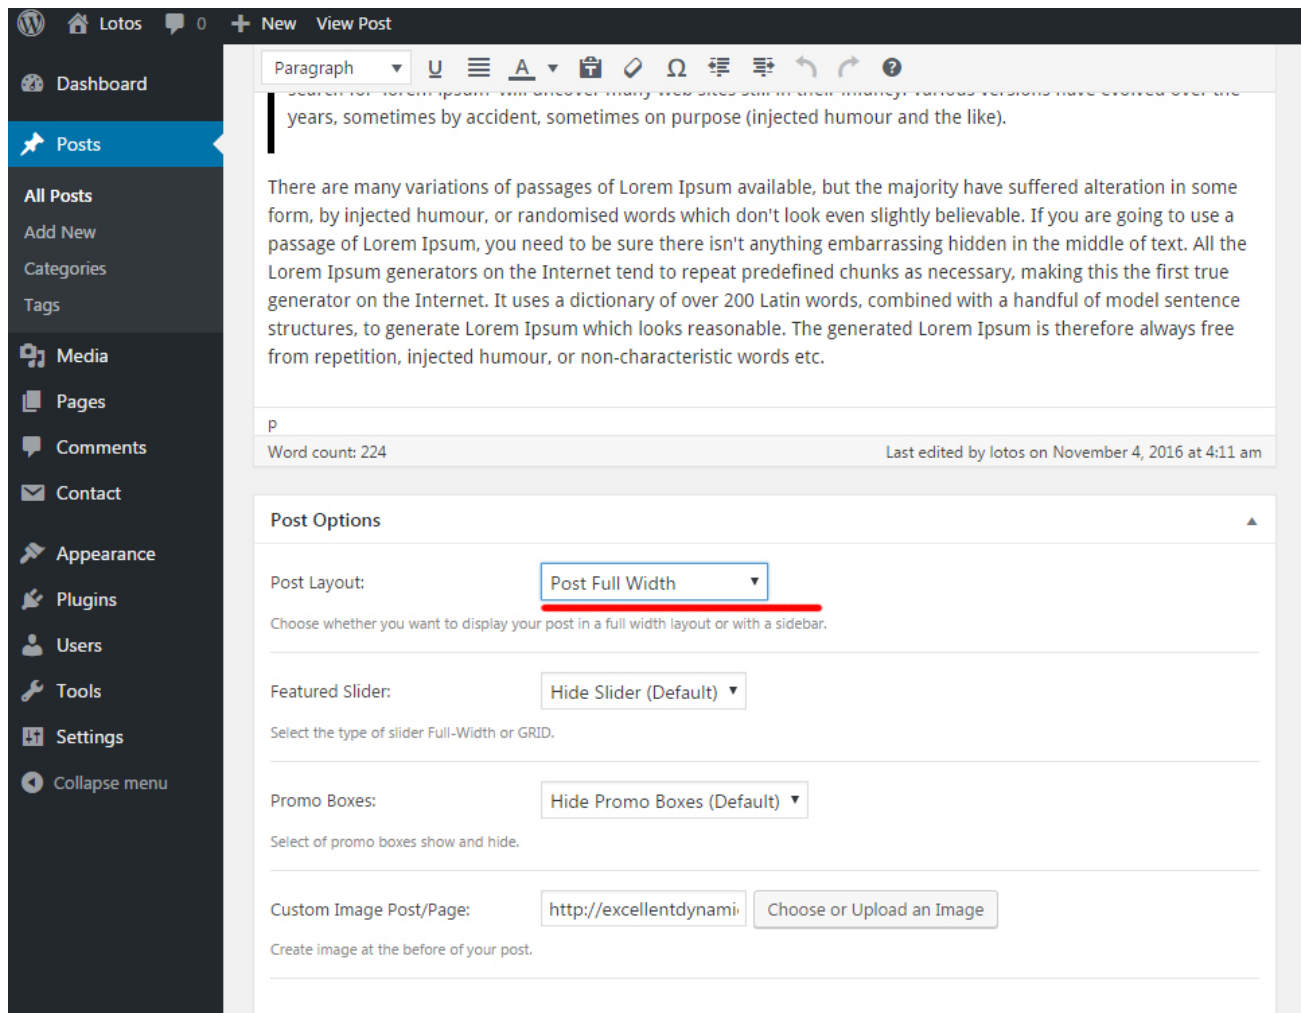 Lotos 0 New View Post
Dashboard
Posts
All Posts
Add New
Categories
Tags
Media
Pages
Comments
Contact
Appearance
Plugins
Users
Tools
Settings
Collapse menu
Paragraph U A Ω
years, sometimes by accident, sometimes on purpose (injected humour and the like).
There are many variations of passages of Lorem Ipsum available, but the majority have suffered alteration in some
form, by injected humour, or randomised words which don't look even slightly believable. If you are going to use a
passage of Lorem Ipsum, you need to be sure there isn't anything embarrassing hidden in the middle of text. All the
Lorem Ipsum generators on the Internet tend to repeat predefined chunks as necessary, making this the first true
generator on the Internet. It uses a dictionary of over 200 Latin words, combined with a handful of model sentence
structures, to generate Lorem Ipsum which looks reasonable. The generated Lorem Ipsum is therefore always free
from repetition, injected humour, or non-characteristic words etc.
p
Word count: 224 Last edited by lotos on November 4, 2016 at 4:11 am
Post Options
Post Layout: Post Full Width
Choose whether you want to display your post in a full width layout or with a sidebar.
Featured Slider: Hide Slider (Default)
Select the type of slider Full-Width or GRID.
Promo Boxes: Hide Promo Boxes (Default)
Select of promo boxes show and hide.
Custom Image Post/Page: http://excellentdynami Choose or Upload an Image
Create image at the before of your post.